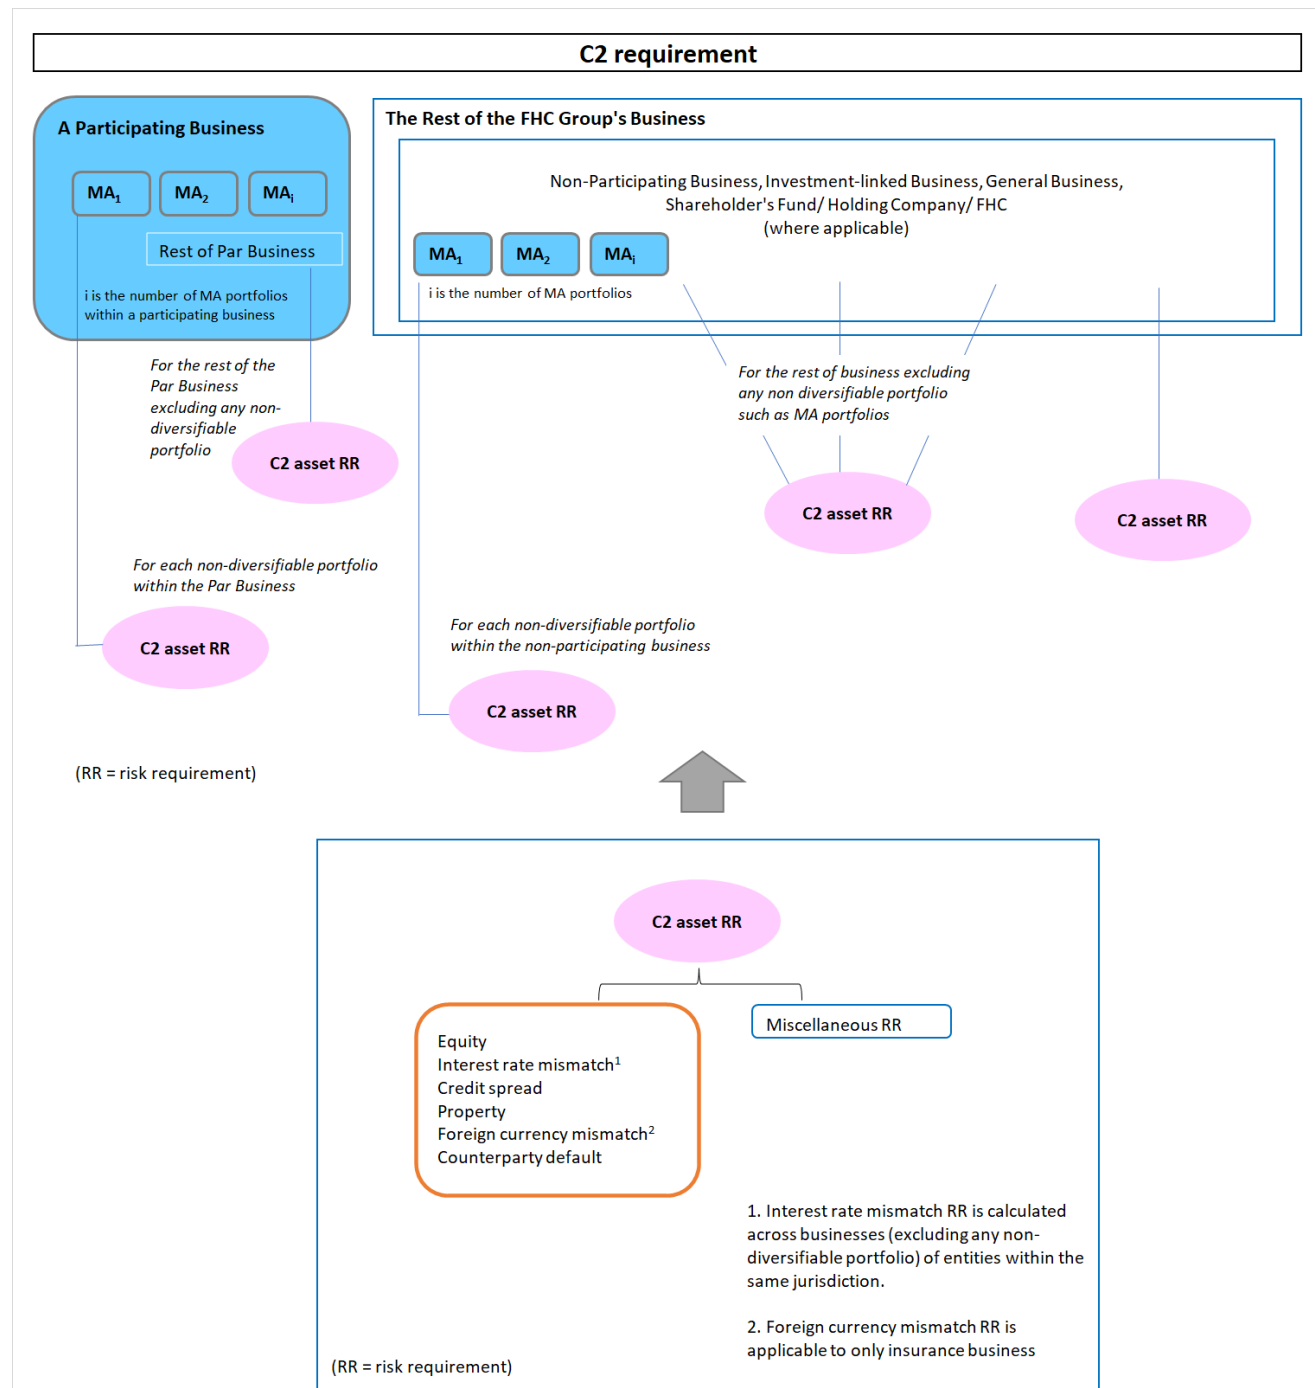 C2 requirement
A Participating Business
MA1
MA2
MAi
Rest of Par Business
i is the number of MA portfolios
within a participating business
The Rest of the FHC Group's Business
Non-Participating Business, Investment-linked Business, General Business,
Shareholder's Fund/ Holding Company/ FHC
(where applicable)
MA1
MA2
MAi
i is the number of MA portfolios
For the rest of the
Par Business
excluding any non-
diversifiable
portfolio
C2 asset RR
For the rest of business excluding
any non diversifiable portfolio
such as MA portfolios
C2 asset RR
C2 asset RR
For each non-diversifiable portfolio
within the Par Business
C2 asset RR
For each non-diversifiable portfolio
within the non-participating business
C2 asset RR
(RR = risk requirement)
C2 asset RR
Equity
Interest rate mismatch1
Credit spread
Property
Foreign currency mismatch2
Counterparty default
Miscellaneous RR
1. Interest rate mismatch RR is calculated
across businesses (excluding any non-
diversifiable portfolio) of entities within the
same jurisdiction.
2. Foreign currency mismatch RR is
applicable to only insurance business
(RR = risk requirement)